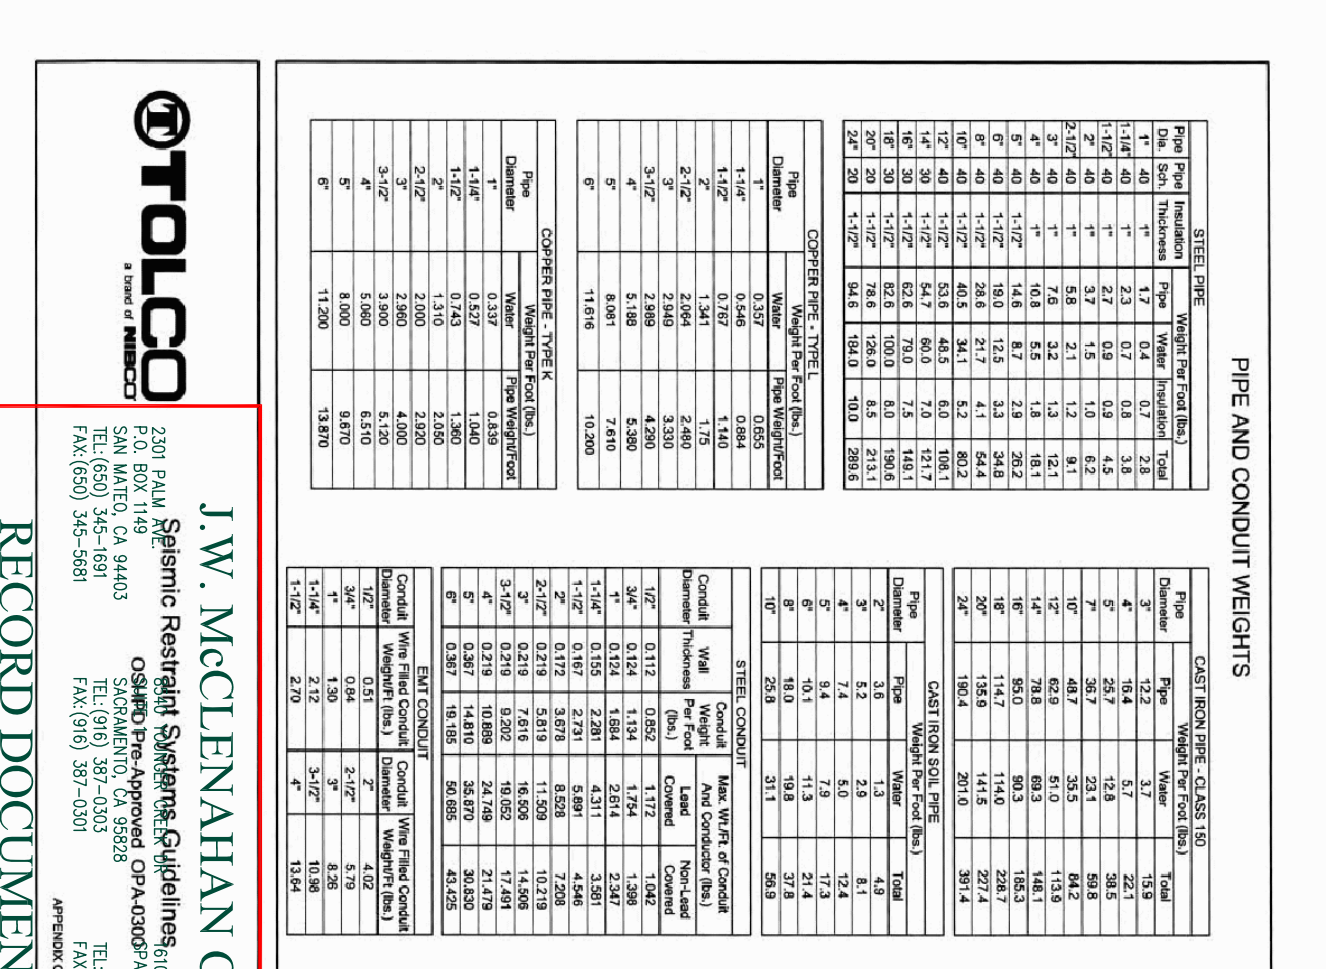 PIPE AND CONDUIT WEIGHTS
STEEL PIPE
Pipe Dia. Pipe Sch. Insulation Thickness Weight Per Foot (lbs.)
Pipe Water Insulation Total
1" 40 1" 1.7 0.4 0.7 2.8
1-1/4" 40 1" 2.3 0.7 0.8 3.8
1-1/2" 40 1" 2.7 0.9 0.9 4.5
2" 40 1" 3.7 1.5 1.0 6.2
2-1/2" 40 1" 5.8 2.1 1.2 9.1
3" 40 1" 7.6 3.2 1.3 12.1
4" 40 1" 10.8 5.5 1.8 18.1
5" 40 1-1/2" 14.6 8.7 2.9 26.2
6" 40 1-1/2" 19.0 12.5 3.3 34.8
8" 40 1-1/2" 28.6 21.7 4.1 54.4
10" 40 1-1/2" 40.5 34.1 5.2 80.2
12" 40 1-1/2" 53.6 48.5 6.0 108.1
14" 30 1-1/2" 54.7 60.0 7.0 121.7
16" 30 1-1/2" 62.6 79.0 7.5 149.1
18" 30 1-1/2" 82.6 100.0 8.0 190.6
20" 20 1-1/2" 78.6 126.0 8.5 213.1
24" 20 1-1/2" 94.6 184.0 10.0 289.6
COPPER PIPE - TYPE L
Pipe Diameter Weight Per Foot (lbs.)
Water Pipe Weight/Foot
1" 0.357 0.655
1-1/4" 0.546 0.884
1-1/2" 0.767 1.140
2" 1.341 1.75
2-1/2" 2.064 2.480
3" 2.949 3.330
3-1/2" 2.989 4.290
4" 5.188 5.380
5" 8.081 7.610
6" 11.616 10.200
COPPER PIPE - TYPE K
Pipe Diameter Weight Per Foot (lbs.)
Water Pipe Weight/Foot
1" 0.337 0.839
1-1/4" 0.527 1.040
1-1/2" 0.743 1.360
2" 1.310 2.050
2-1/2" 2.000 2.920
3" 2.960 4.000
3-1/2" 3.900 5.120
4" 5.060 6.510
5" 8.000 9.670
6" 11.200 13.870
CAST IRON PIPE - CLASS 150
Pipe Diameter Weight Per Foot (lbs.)
Pipe Water Total
3" 12.2 3.7 15.9
4" 16.4 5.7 22.1
5" 25.7 12.8 38.5
7" 36.7 23.1 59.8
10" 48.7 35.5 84.2
12" 62.9 51.0 113.9
14" 78.8 69.3 148.1
16" 95.0 90.3 185.3
18" 114.7 114.0 228.7
20" 135.9 141.5 227.4
24" 190.4 201.0 391.4
CAST IRON SOIL PIPE
Pipe Diameter Weight Per Foot (lbs.)
Pipe Water Total
2" 3.6 1.3 4.9
3" 5.2 2.9 8.1
4" 7.4 5.0 12.4
5" 9.4 7.9 17.3
6" 10.1 11.3 21.4
8" 18.0 19.8 37.8
10" 25.8 31.1 56.9
STEEL CONDUIT
Conduit Diameter Wall Thickness Conduit Weight Per Foot (lbs.) Max. Wt./Ft. of Conduit And Conductor (lbs.)
Lead Covered Non-Lead Covered
1/2" 0.112 0.852 1.172 1.042
3/4" 0.124 1.134 1.754 1.398
1" 0.124 1.684 2.614 2.347
1-1/4" 0.155 2.281 4.311 3.581
1-1/2" 0.167 2.731 5.891 4.546
2" 0.172 3.678 8.528 7.208
2-1/2" 0.219 5.819 11.509 10.219
3" 0.219 7.616 16.506 14.506
3-1/2" 0.219 9.202 19.052 17.491
4" 0.219 10.889 24.749 21.479
5" 0.367 14.810 35.870 30.830
6" 0.367 19.185 50.685 43.425
EMT CONDUIT
Conduit Diameter Wire Filled Conduit Weight/Ft (lbs.) Conduit Diameter Wire Filled Conduit Weight/Ft (lbs.)
1/2" 0.51 2" 4.02
3/4" 0.84 2-1/2" 5.79
1" 1.30 3" 8.26
1-1/4" 2.12 3-1/2" 10.98
1-1/2" 2.70 4" 13.64
TOLCO
a brand of NIBCO
Seismic Restraint Systems Guidelines
OSHPD Pre-Approved OPA-0300
APPENDIX
J.W. McCLENAHAN
2301 PALM AVE.
P.O. BOX 1149
SAN MATEO, CA 94403
TEL:(650) 345-1691
FAX:(650) 345-5681
YOUNGER CREEK DR
SACRAMENTO, CA 95828
TEL:(916) 387-0303
FAX:(916) 387-0301
TEL:
RECORD